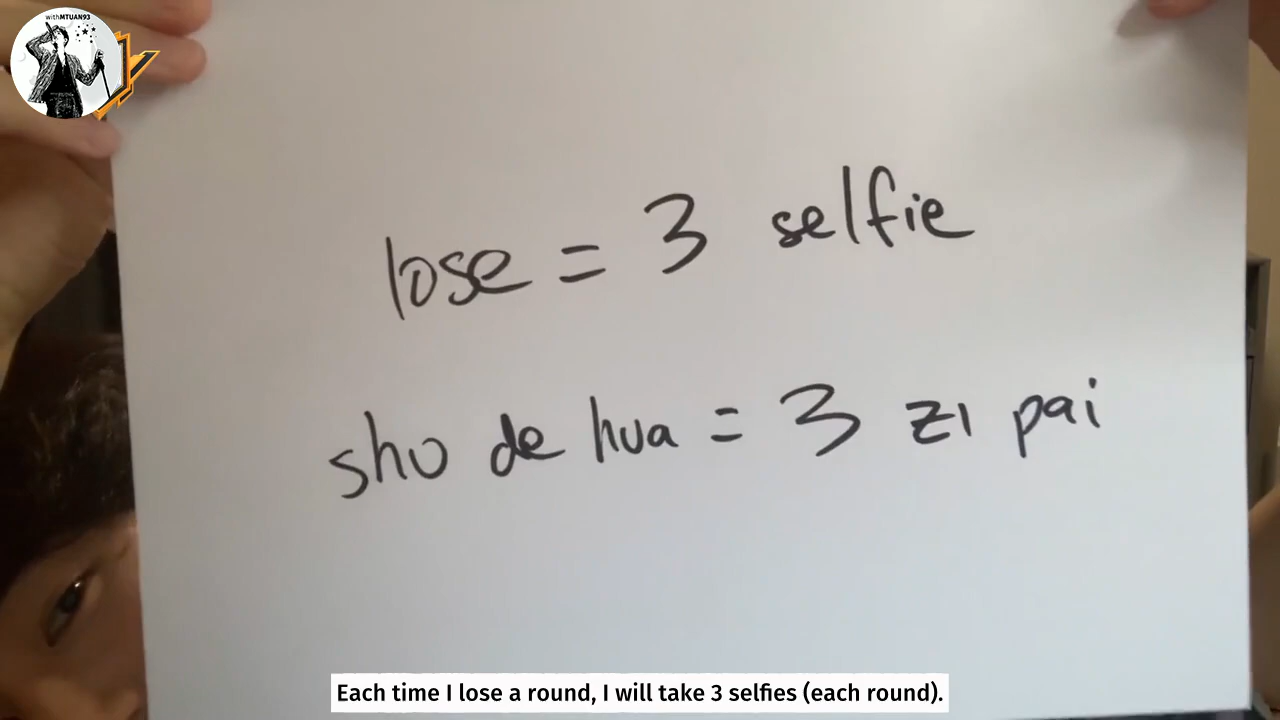 withMTUAN93
lose = 3 selfie
shu de hua = 3 zi pai
Each time I lose a round, I will take 3 selfies (each round).